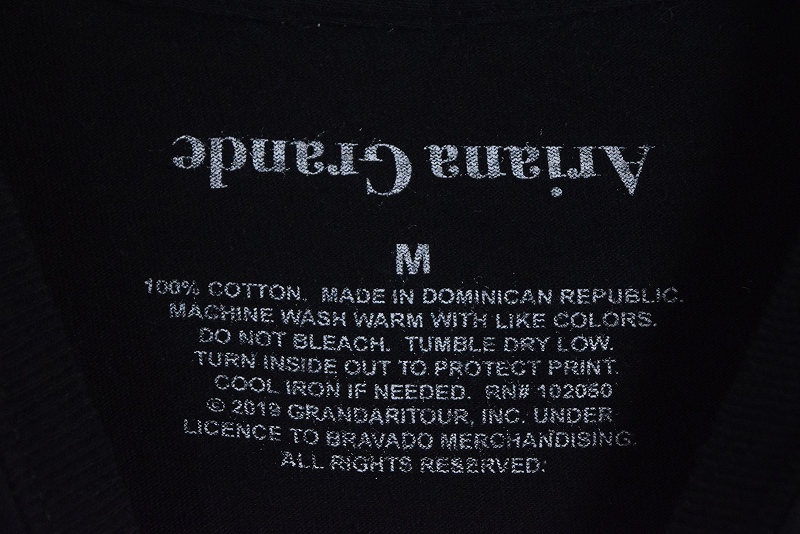 Ariana Grande
M
100% COTTON. MADE IN DOMINICAN REPUBLIC.
MACHINE WASH WARM WITH LIKE COLORS.
DO NOT BLEACH. TUMBLE DRY LOW.
TURN INSIDE OUT TO PROTECT PRINT.
COOL IRON IF NEEDED. RN# 102050
© 2019 GRANDARITOUR, INC. UNDER
LICENCE TO BRAVADO MERCHANDISING.
ALL RIGHTS RESERVED.